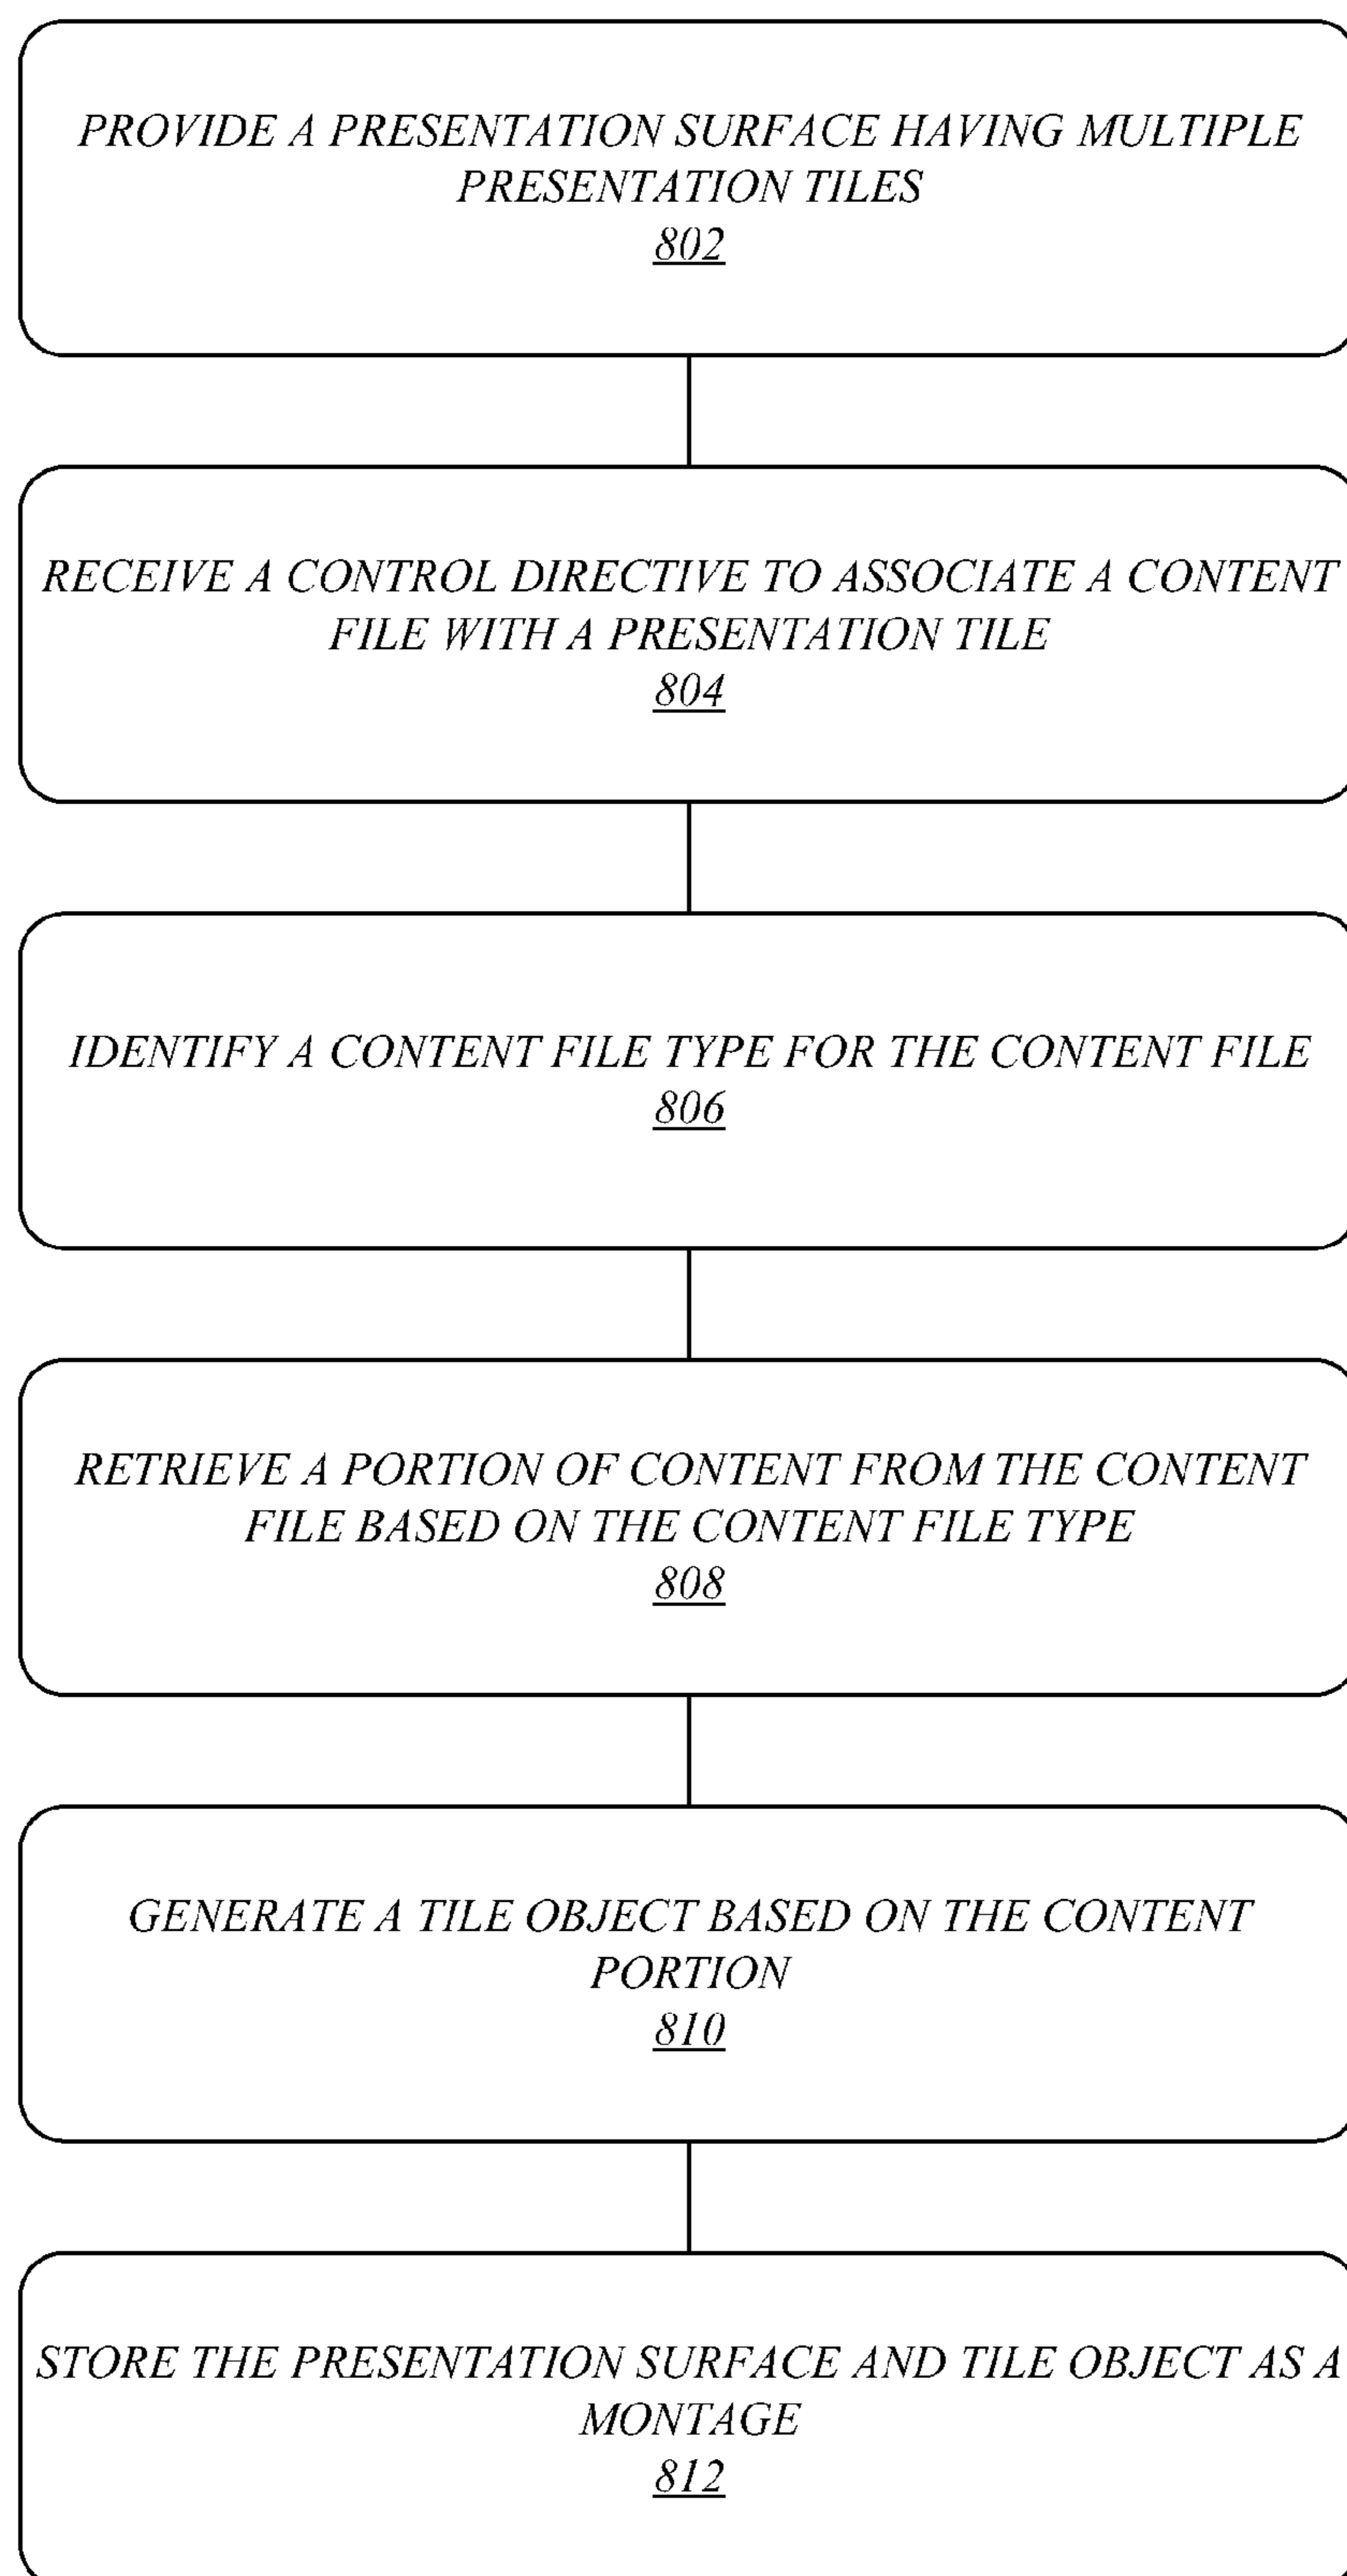 PROVIDE A PRESENTATION SURFACE HAVING MULTIPLE
PRESENTATION TILES
802
RECEIVE A CONTROL DIRECTIVE TO ASSOCIATE A CONTENT
FILE WITH A PRESENTATION TILE
804
IDENTIFY A CONTENT FILE TYPE FOR THE CONTENT FILE
806
RETRIEVE A PORTION OF CONTENT FROM THE CONTENT
FILE BASED ON THE CONTENT FILE TYPE
808
GENERATE A TILE OBJECT BASED ON THE CONTENT
PORTION
810
STORE THE PRESENTATION SURFACE AND TILE OBJECT AS A
MONTAGE
812